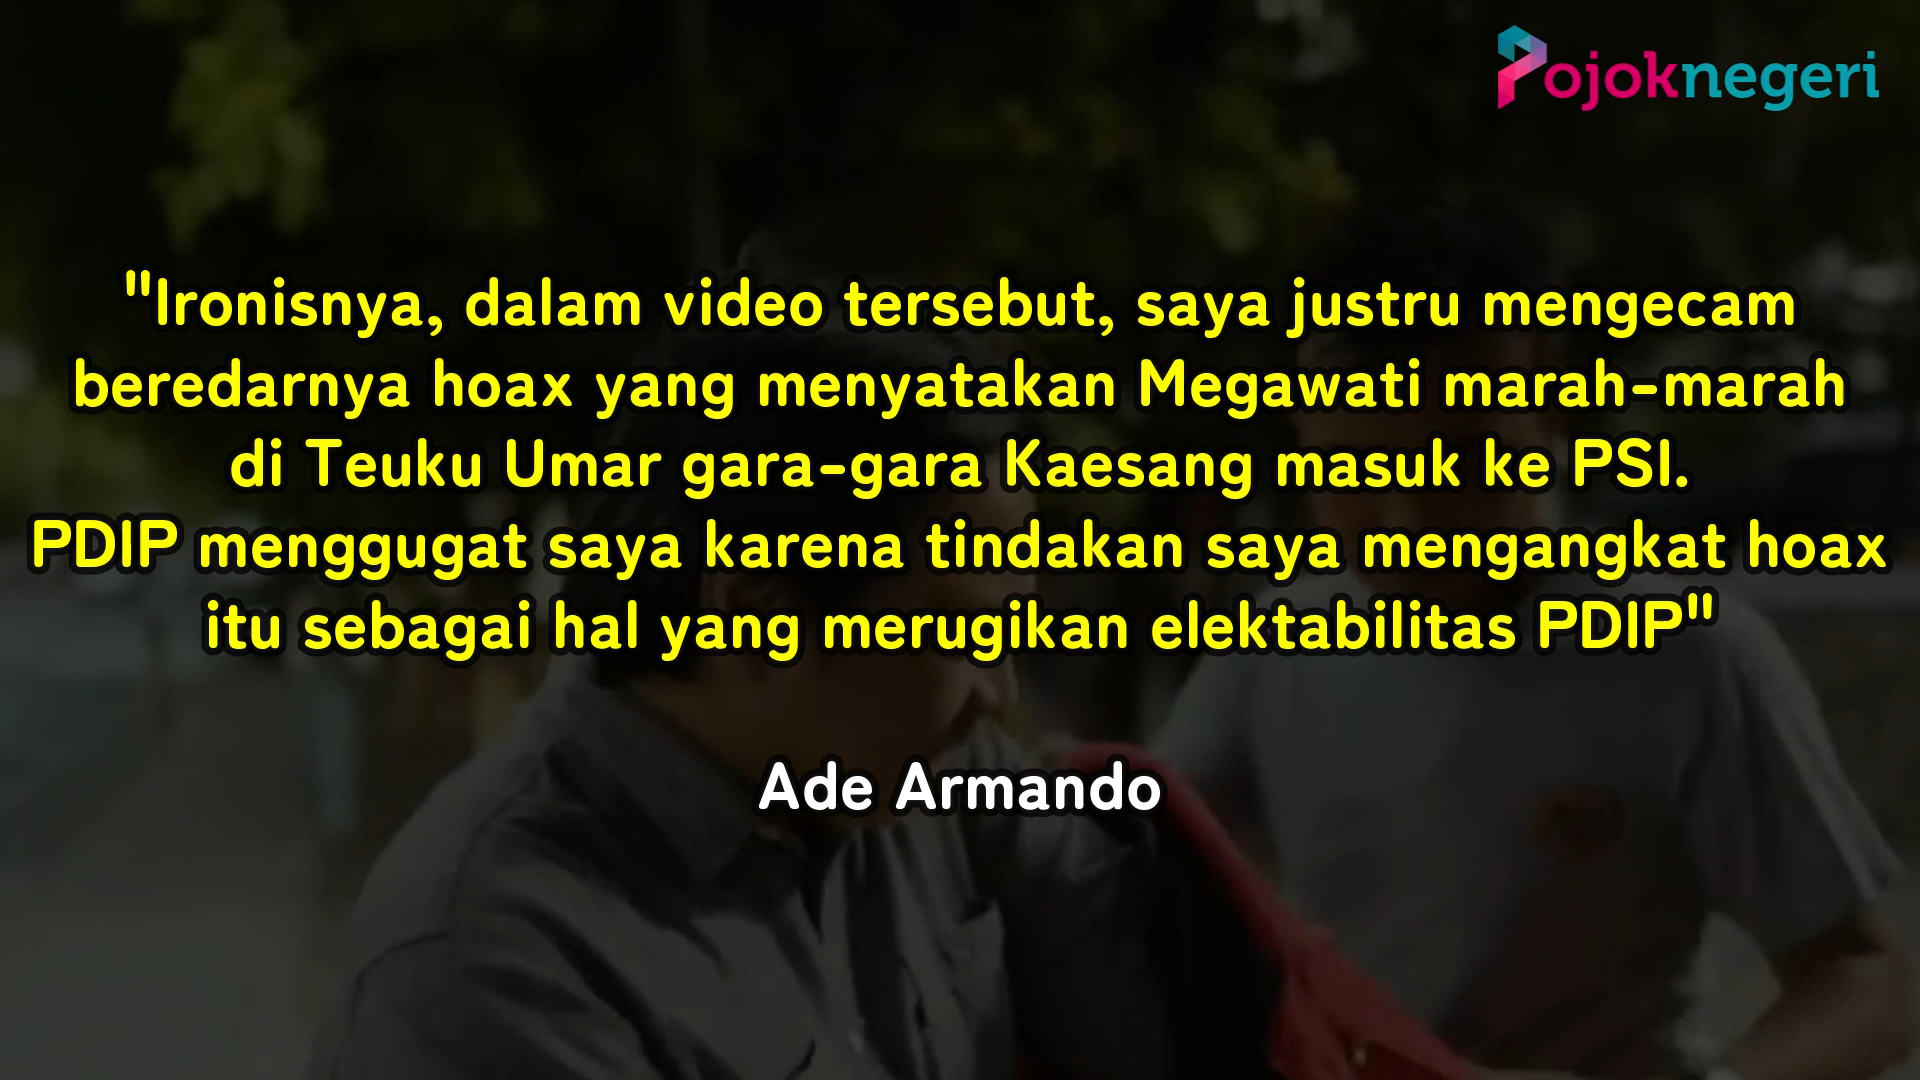 Pojoknegeri
"Ironisnya, dalam video tersebut, saya justru mengecam
beredarnya hoax yang menyatakan Megawati marah-marah
di Teuku Umar gara-gara Kaesang masuk ke PSI.
PDIP menggugat saya karena tindakan saya mengangkat hoax
itu sebagai hal yang merugikan elektabilitas PDIP"
Ade Armando